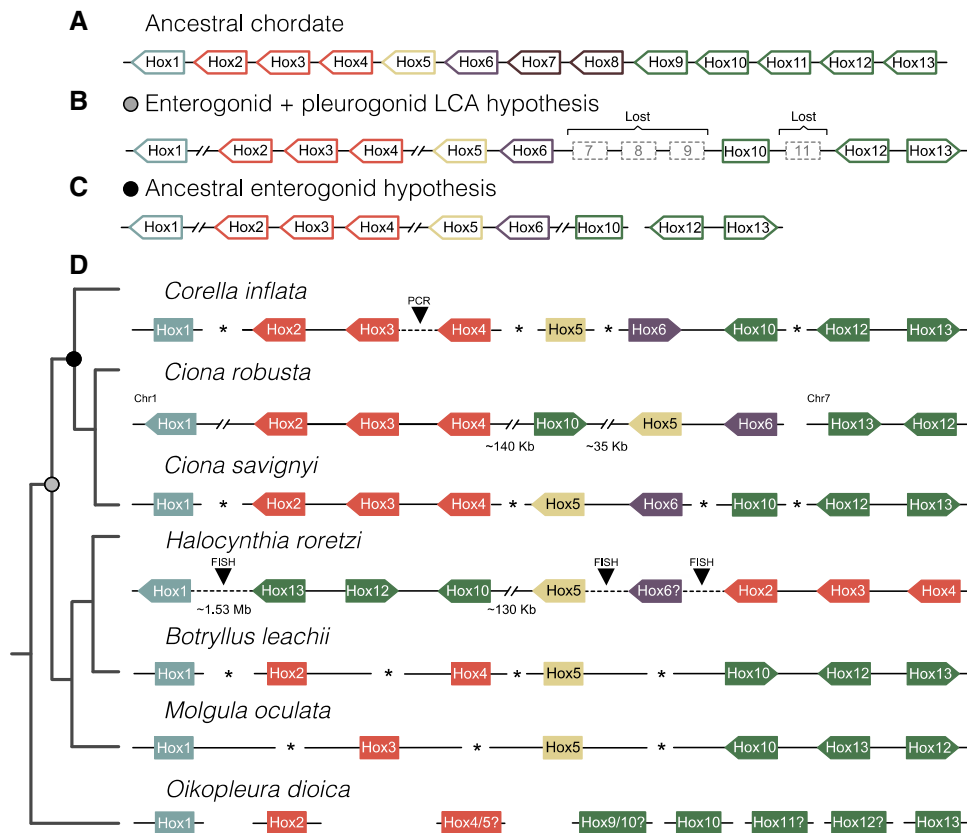 A Ancestral chordate
Hox1 Hox2 Hox3 Hox4 Hox5 Hox6 Hox7 Hox8 Hox9 Hox10 Hox11 Hox12 Hox13
B Enterogonid + pleurogonid LCA hypothesis
Lost Lost
Hox1 // Hox2 Hox3 Hox4 // Hox5 Hox6 7 8 9 Hox10 11 Hox12 Hox13
C Ancestral enterogonid hypothesis
Hox1 // Hox2 Hox3 Hox4 // Hox5 Hox6 // Hox10 Hox12 Hox13
D
Corella inflata
PCR
Hox1 * Hox2 Hox3 Hox4 * Hox5 * Hox6 Hox10 * Hox12 Hox13
Ciona robusta
Chr1 Chr7
Hox1 // Hox2 Hox3 Hox4 // Hox10 // Hox5 Hox6 Hox13 Hox12
~140 Kb ~35 Kb
Ciona savignyi
Hox1 * Hox2 Hox3 Hox4 * Hox5 Hox6 * Hox10 * Hox12 Hox13
Halocynthia roretzi
FISH FISH FISH
Hox1 Hox13 Hox12 Hox10 // Hox5 Hox6? Hox2 Hox3 Hox4
~1.53 Mb ~130 Kb
Botryllus leachii
Hox1 * Hox2 * Hox4 * Hox5 * Hox10 Hox12 Hox13
Molgula oculata
Hox1 * Hox3 * Hox5 * Hox10 Hox13 Hox12
Oikopleura dioica
Hox1 Hox2 Hox4/5? Hox9/10? Hox10 Hox11? Hox12? Hox13